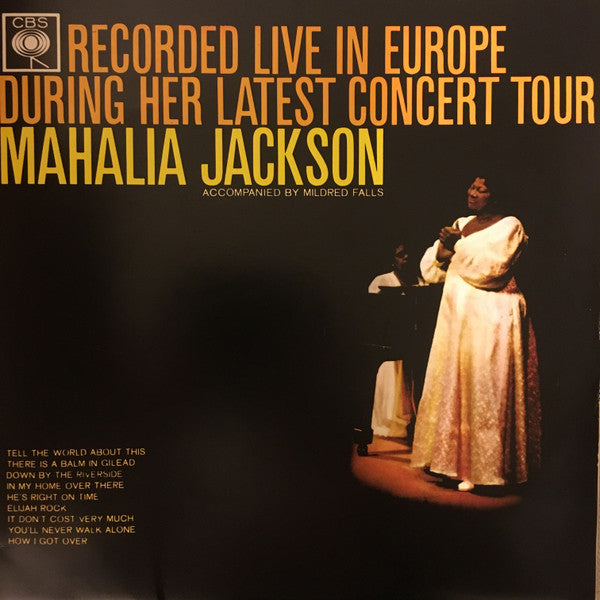 CBS
RECORDED LIVE IN EUROPE
DURING HER LATEST CONCERT TOUR
MAHALIA JACKSON
ACCOMPANIED BY MILDRED FALLS
TELL THE WORLD ABOUT THIS
THERE IS A BALM IN GILEAD
DOWN BY THE RIVERSIDE
IN MY HOME OVER THERE
HE'S RIGHT ON TIME
ELIJAH ROCK
IT DON'T COST VERY MUCH
YOU'LL NEVER WALK ALONE
HOW I GOT OVER